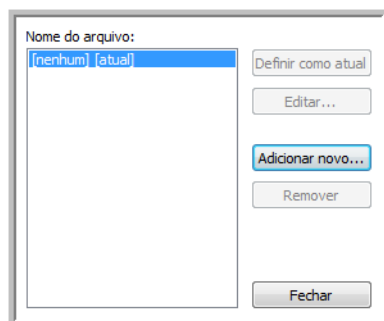 Nome do arquivo:
[nenhum] [atual]
Definir como atual
Editar...
Adicionar novo...
Remover
Fechar